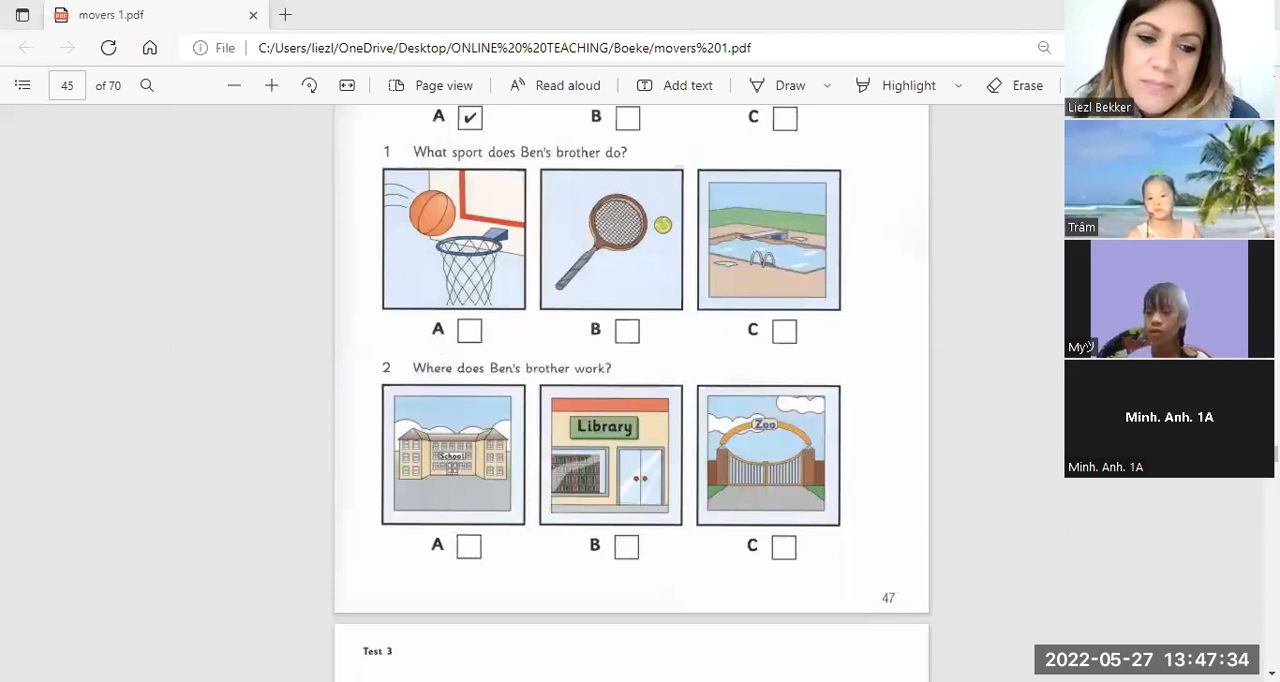 movers 1.pdf
File
C:/Users/liezl/OneDrive/Desktop/ONLINE%20%20TEACHING/Boeke/movers%201.pdf
45 of 70
Page view
Read aloud
Add text
Draw
Highlight
Erase
A ✔ B C
1 What sport does Ben's brother do?
A B C
2 Where does Ben's brother work?
School
Library
Zoo
A B C
47
Test 3
Liezl Bekker
Trâm
Myツ
Minh. Anh. 1A
Minh. Anh. 1A
2022-05-27 13:47:34